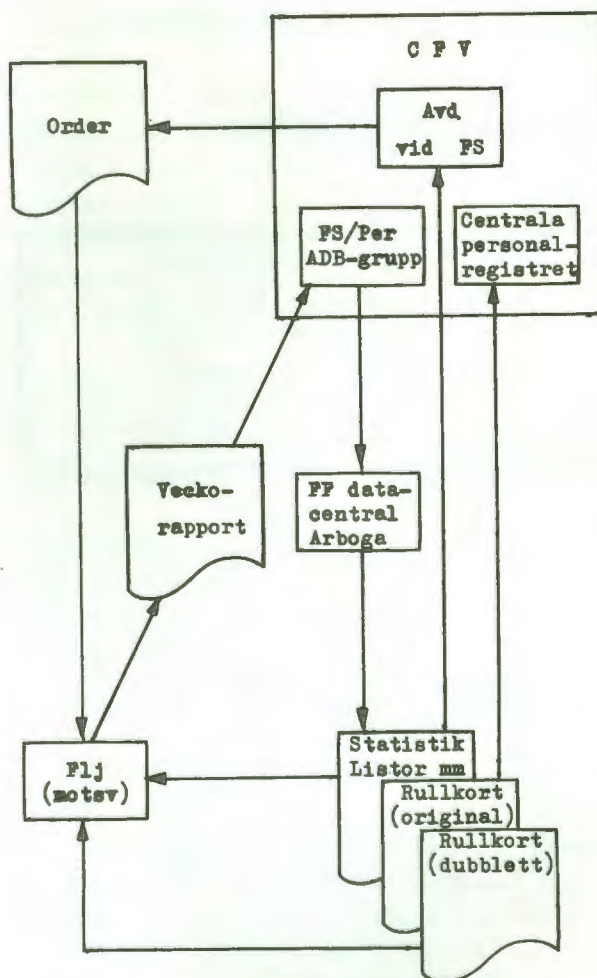 C F V
Order
Avd
vid FS
FS/Per
ADB-grupp
Centrala
personal-
registret
Vecko-
rapport
FF data-
central
Arboga
Flj
(motsv)
Statistik
Listor mm
Rullkort
(original)
Rullkort
(dubblett)